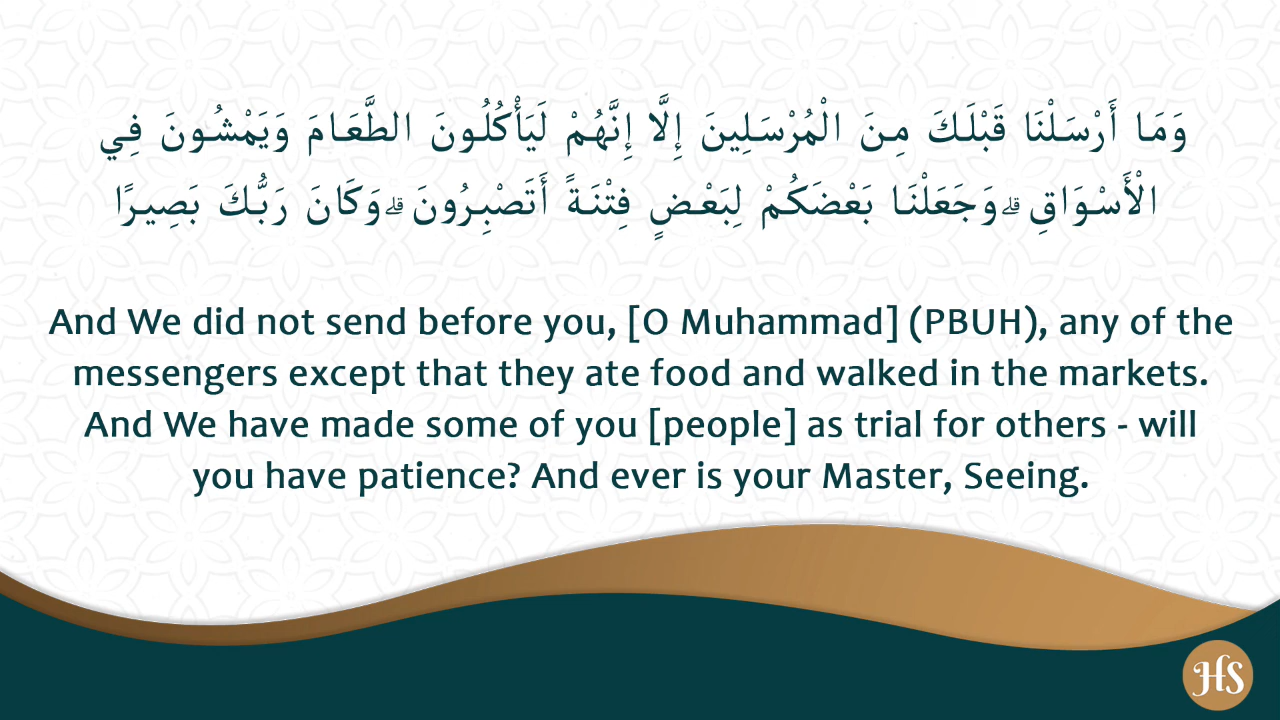 وَمَا أَرْسَلْنَا قَبْلَكَ مِنَ الْمُرْسَلِينَ إِلَّا إِنَّهُمْ لَيَأْكُلُونَ الطَّعَامَ وَيَمْشُونَ فِي
الْأَسْوَاقِ ۗ وَجَعَلْنَا بَعْضَكُمْ لِبَعْضٍ فِتْنَةً أَتَصْبِرُونَ ۗ وَكَانَ رَبُّكَ بَصِيرًا
And We did not send before you, [O Muhammad] (PBUH), any of the
messengers except that they ate food and walked in the markets.
And We have made some of you [people] as trial for others - will
you have patience? And ever is your Master, Seeing.
HS